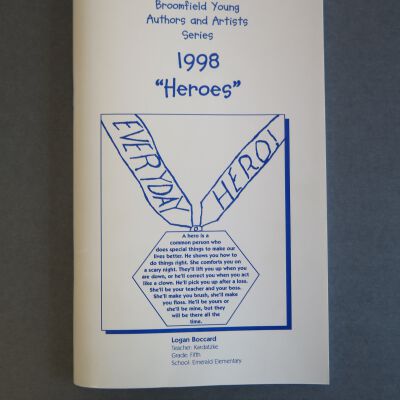 Broomfield Young
Authors and Artists
Series
1998
“Heroes”
EVERYDAY
HERO!
A hero is a
common person who
does special things to make our
lives better. He shows you how to
do things right. She comforts you on
a scary night. They'll lift you up when you
are down, or he'll correct you when you act
like a clown. He'll pick you up after a loss.
She'll be your teacher and your boss.
She'll make you brush, she'll make
you floss. He'll be yours or
she'll be mine, but they
will be there all the
time.
Logan Boccard
Teacher: Kardatzke
Grade: Fifth
School: Emerald Elementary